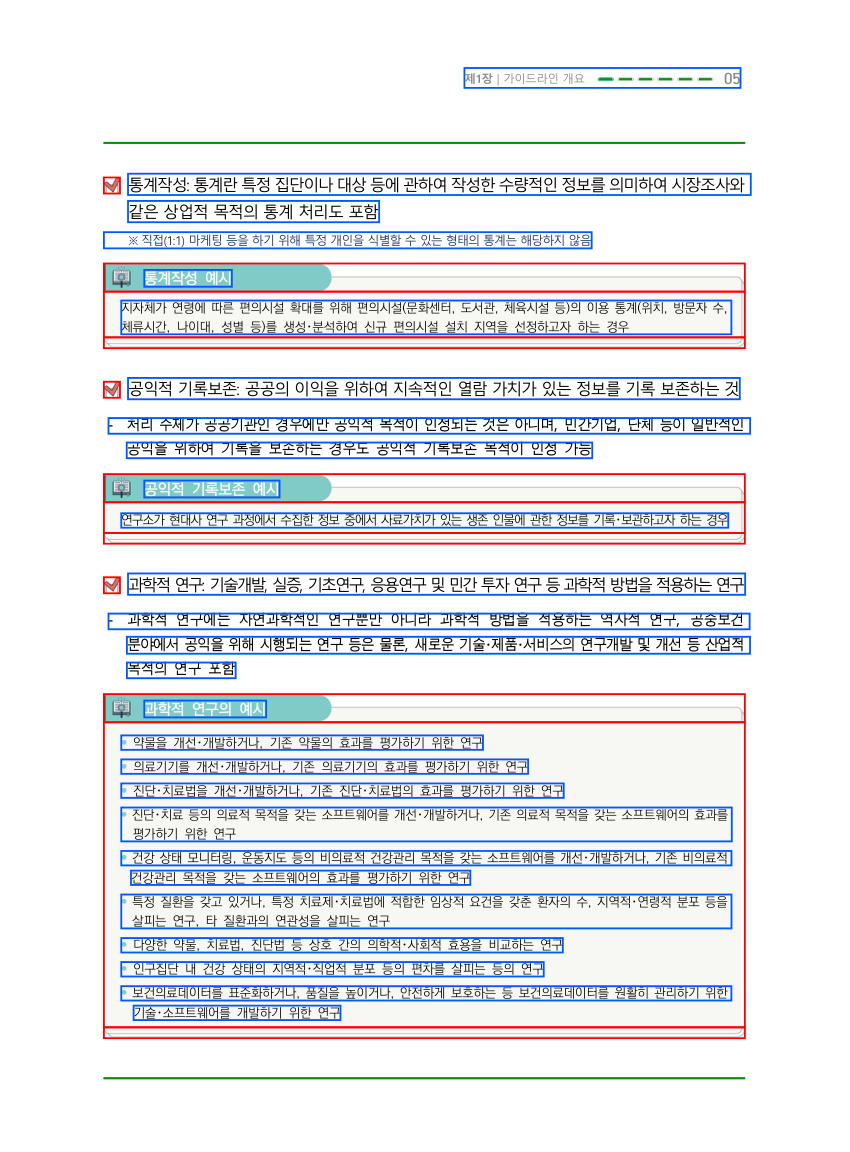 제1장 | 가이드라인 개요 05
통계작성: 통계란 특정 집단이나 대상 등에 관하여 작성한 수량적인 정보를 의미하여 시장조사와
같은 상업적 목적의 통계 처리도 포함
※ 직접(1:1) 마케팅 등을 하기 위해 특정 개인을 식별할 수 있는 형태의 통계는 해당하지 않음
통계작성 예시
지자체가 연령에 따른 편의시설 확대를 위해 편의시설(문화센터, 도서관, 체육시설 등)의 이용 통계(위치, 방문자 수,
체류시간, 나이대, 성별 등)를 생성·분석하여 신규 편의시설 설치 지역을 선정하고자 하는 경우
공익적 기록보존: 공공의 이익을 위하여 지속적인 열람 가치가 있는 정보를 기록 보존하는 것
- 처리 주체가 공공기관인 경우에만 공익적 목적이 인정되는 것은 아니며, 민간기업, 단체 등이 일반적인
공익을 위하여 기록을 보존하는 경우도 공익적 기록보존 목적이 인정 가능
공익적 기록보존 예시
연구소가 현대사 연구 과정에서 수집한 정보 중에서 사료가치가 있는 생존 인물에 관한 정보를 기록·보관하고자 하는 경우
과학적 연구: 기술개발, 실증, 기초연구, 응용연구 및 민간 투자 연구 등 과학적 방법을 적용하는 연구
- 과학적 연구에는 자연과학적인 연구뿐만 아니라 과학적 방법을 적용하는 역사적 연구, 공중보건
분야에서 공익을 위해 시행되는 연구 등은 물론, 새로운 기술·제품·서비스의 연구개발 및 개선 등 산업적
목적의 연구 포함
과학적 연구의 예시
• 약물을 개선·개발하거나, 기존 약물의 효과를 평가하기 위한 연구
• 의료기기를 개선·개발하거나, 기존 의료기기의 효과를 평가하기 위한 연구
• 진단·치료법을 개선·개발하거나, 기존 진단·치료법의 효과를 평가하기 위한 연구
• 진단·치료 등의 의료적 목적을 갖는 소프트웨어를 개선·개발하거나, 기존 의료적 목적을 갖는 소프트웨어의 효과를
평가하기 위한 연구
• 건강 상태 모니터링, 운동지도 등의 비의료적 건강관리 목적을 갖는 소프트웨어를 개선·개발하거나, 기존 비의료적
건강관리 목적을 갖는 소프트웨어의 효과를 평가하기 위한 연구
• 특정 질환을 갖고 있거나, 특정 치료제·치료법에 적합한 임상적 요건을 갖춘 환자의 수, 지역적·연령적 분포 등을
살피는 연구, 타 질환과의 연관성을 살피는 연구
• 다양한 약물, 치료법, 진단법 등 상호 간의 의학적·사회적 효용을 비교하는 연구
• 인구집단 내 건강 상태의 지역적·직업적 분포 등의 편차를 살피는 등의 연구
• 보건의료데이터를 표준화하거나, 품질을 높이거나, 안전하게 보호하는 등 보건의료데이터를 원활히 관리하기 위한
기술·소프트웨어를 개발하기 위한 연구